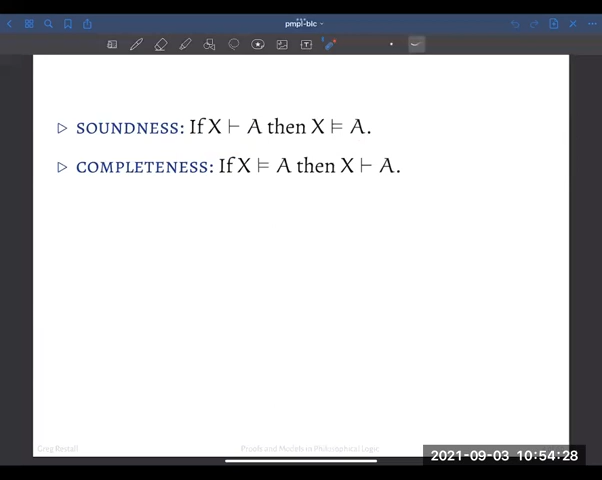 pmpl-blc
▷ SOUNDNESS: If X ⊢ A then X ⊨ A.
▷ COMPLETENESS: If X ⊨ A then X ⊢ A.
Greg Restall Proofs and Models in Philosophical Logic
2021-09-03 10:54:28